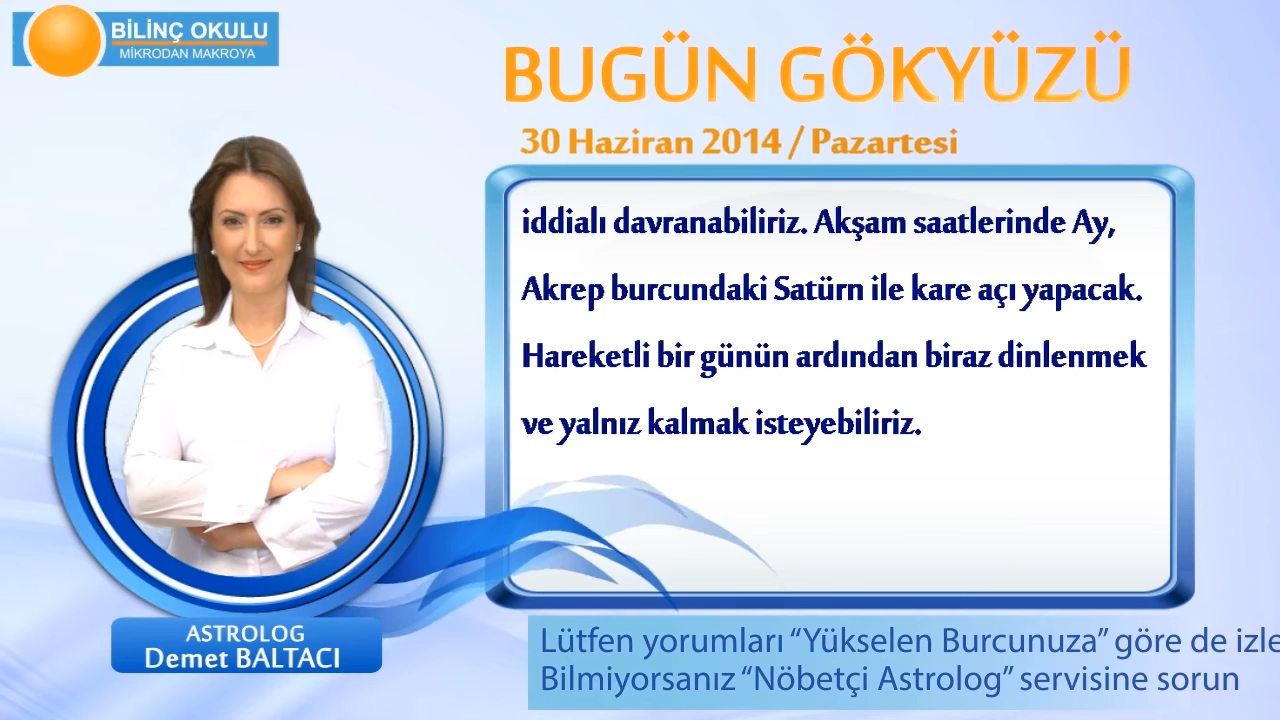 BİLİNÇ OKULU
MİKRODAN MAKROYA
BUGÜN GÖKYÜZÜ
30 Haziran 2014 / Pazartesi
iddialı davranabiliriz. Akşam saatlerinde Ay,
Akrep burcundaki Satürn ile kare açı yapacak.
Hareketli bir günün ardından biraz dinlenmek
ve yalnız kalmak isteyebiliriz.
ASTROLOG
Demet BALTACI
Lütfen yorumları “Yükselen Burcunuza” göre de izle
Bilmiyorsanız “Nöbetçi Astrolog” servisine sorun